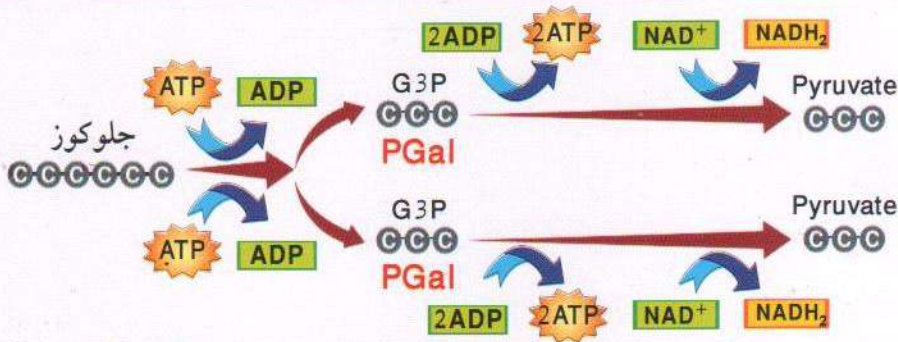 2ADP 2ATP NAD⁺ NADH₂
ATP ADP
G3P Pyruvate
C-C-C C-C-C
PGal
جلوكوز
C-C-C-C-C-C
G3P Pyruvate
C-C-C C-C-C
PGal
ATP ADP
2ADP 2ATP NAD⁺ NADH₂